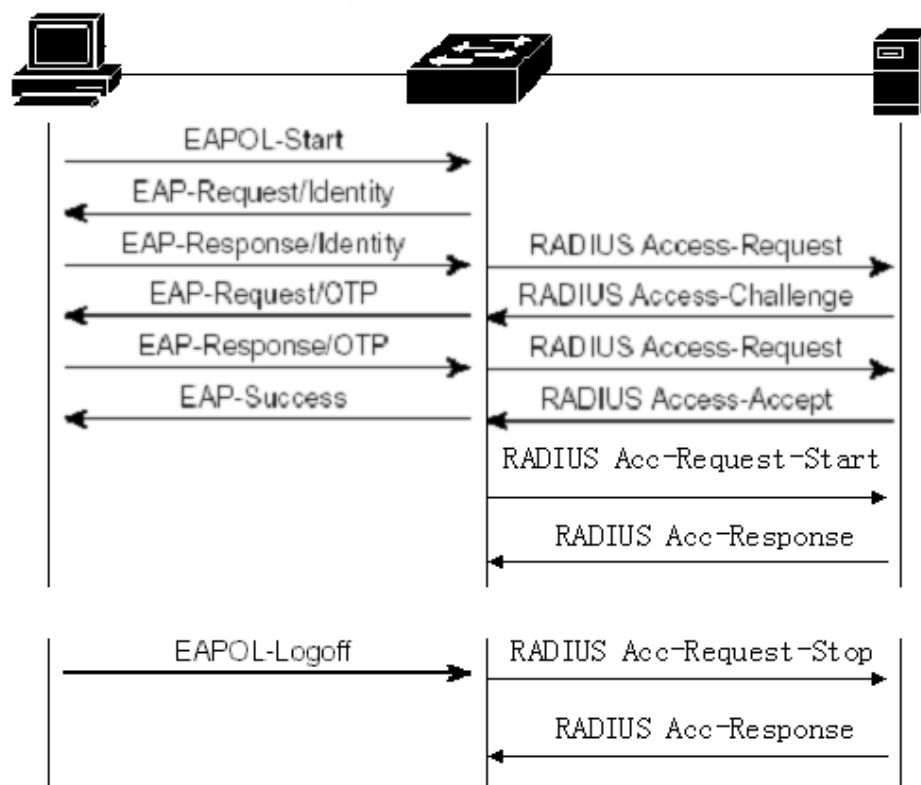 EAPOL-Start
EAP-Request/Identity
EAP-Response/Identity
RADIUS Access-Request
EAP-Request/OTP
RADIUS Access-Challenge
EAP-Response/OTP
RADIUS Access-Request
EAP-Success
RADIUS Access-Accept
RADIUS Acc-Request-Start
RADIUS Acc-Response
EAPOL-Logoff
RADIUS Acc-Request-Stop
RADIUS Acc-Response